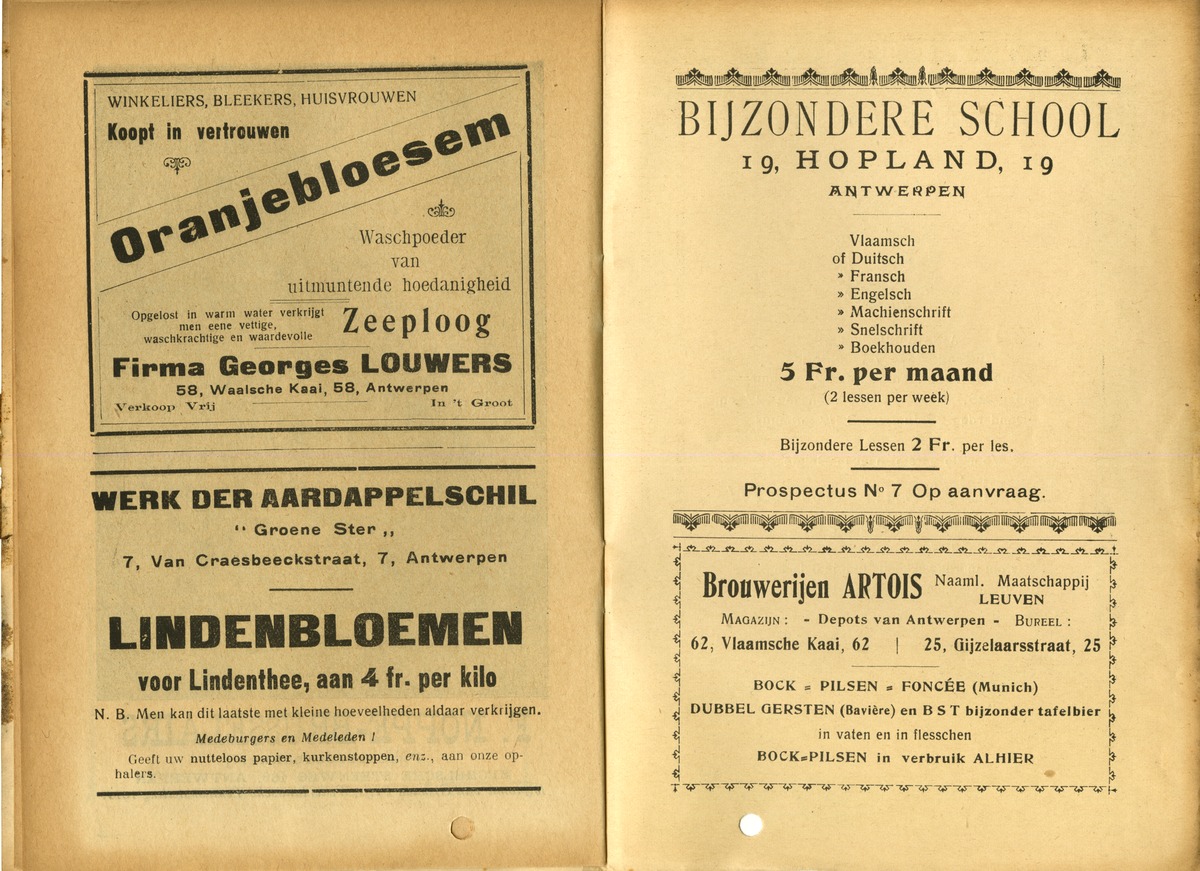 WINKELIERS, BLEEKERS, HUISVROUWEN
Koopt in vertrouwen
Oranjebloesem
Waschpoeder
van
uitmuntende hoedanigheid
Opgelost in warm water verkrijgt
men eene vettige,
waschkrachtige en waardevolle
Zeeploog
Firma Georges LOUWERS
58, Waalsche Kaai, 58, Antwerpen
Verkoop Vrij In 't Groot
WERK DER AARDAPPELSCHIL
" Groene Ster ,,
7, Van Craesbeeckstraat, 7, Antwerpen
LINDENBLOEMEN
voor Lindenthee, aan 4 fr. per kilo
N. B. Men kan dit laatste met kleine hoeveelheden aldaar verkrijgen.
Medeburgers en Medeleden !
Geeft uw nutteloos papier, kurkenstoppen, enz., aan onze op-
halers.
BIJZONDERE SCHOOL
19, HOPLAND, 19
ANTWERPEN
Vlaamsch
of Duitsch
» Fransch
» Engelsch
» Machienschrift
» Snelschrift
» Boekhouden
5 Fr. per maand
(2 lessen per week)
Bijzondere Lessen 2 Fr. per les.
Prospectus No 7 Op aanvraag.
Brouwerijen ARTOIS Naaml. Maatschappij
LEUVEN
MAGAZIJN : - Depots van Antwerpen - BUREEL :
62, Vlaamsche Kaai, 62 | 25, Gijzelaarsstraat, 25
BOCK = PILSEN = FONCÉE (Munich)
DUBBEL GERSTEN (Bavière) en B S T bijzonder tafelbier
in vaten en in flesschen
BOCK=PILSEN in verbruik ALHIER